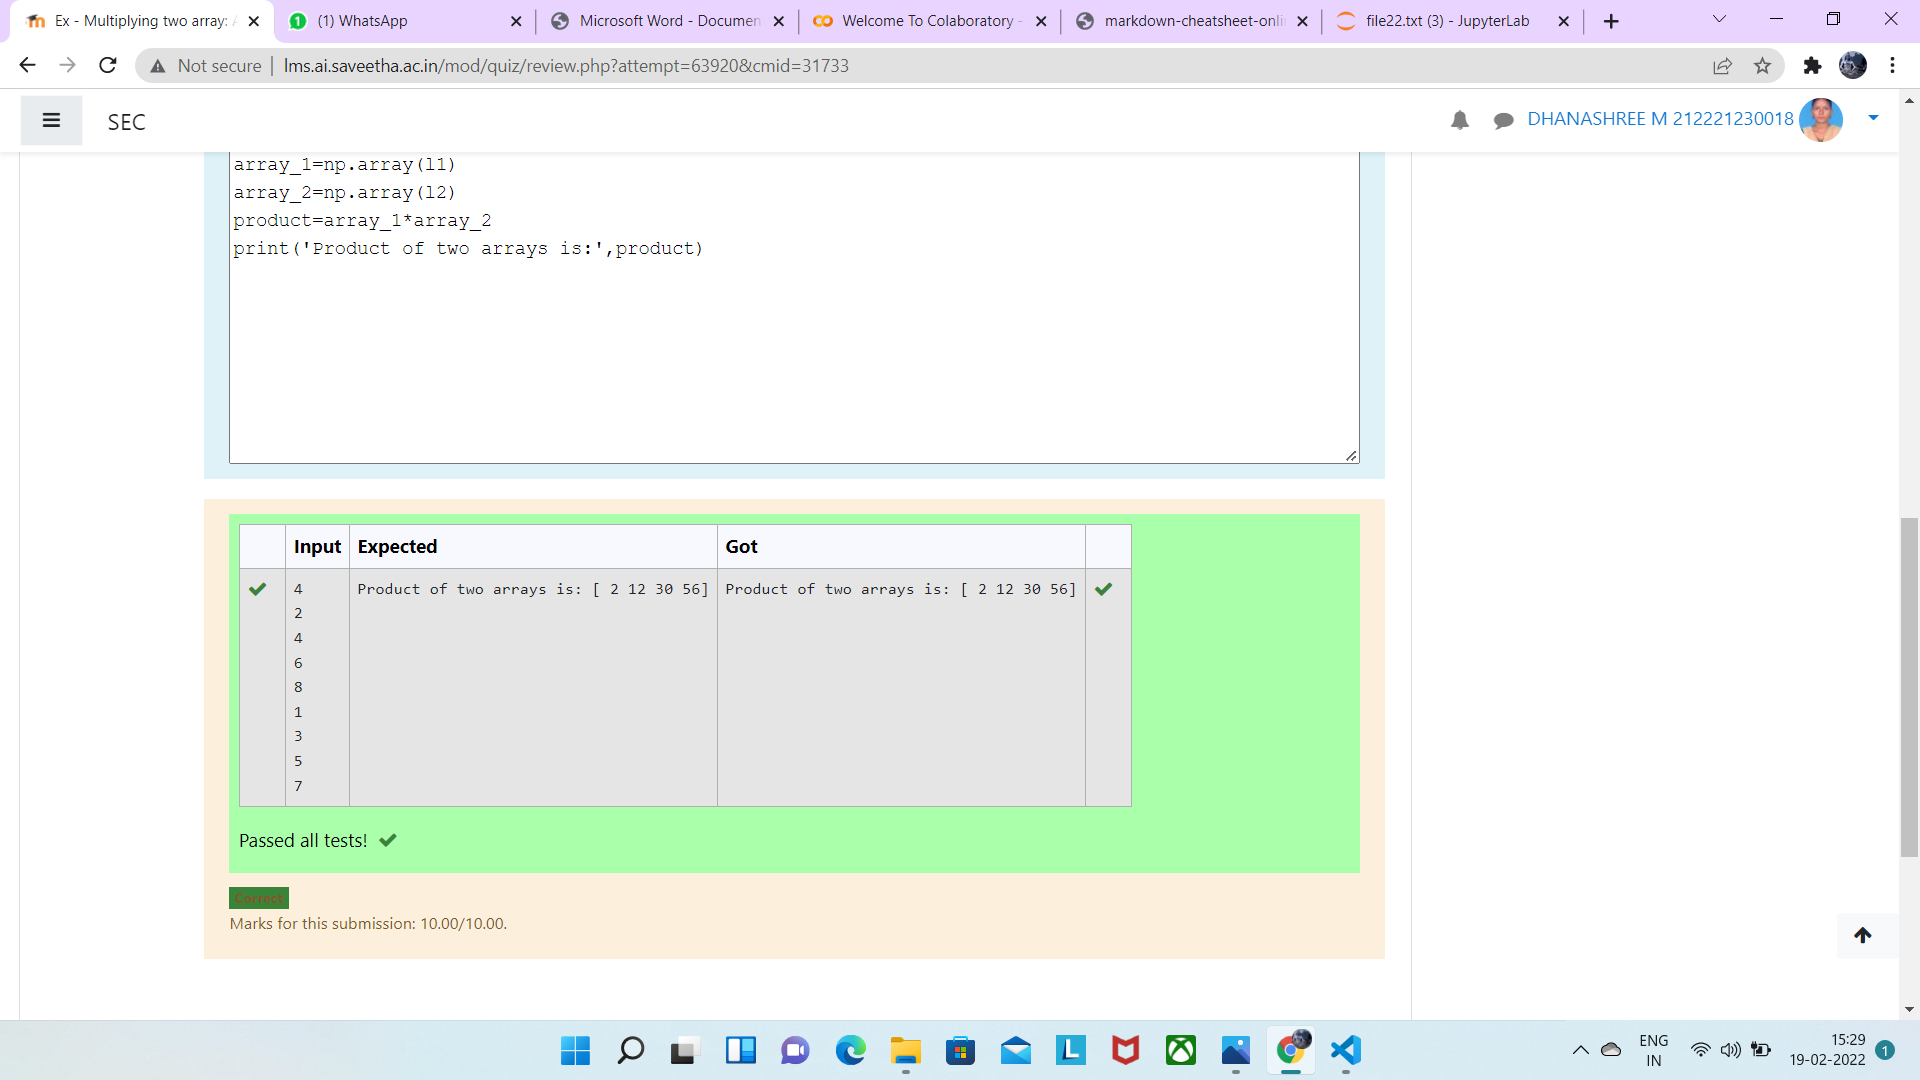 Ex - Multiplying two array:
(1) WhatsApp
Microsoft Word - Documen
Welcome To Colaboratory -
markdown-cheatsheet-onli
file22.txt (3) - JupyterLab
Not secure | lms.ai.saveetha.ac.in/mod/quiz/review.php?attempt=63920&cmid=31733
SEC
DHANASHREE M 212221230018
array_1=np.array(l1)
array_2=np.array(l2)
product=array_1*array_2
print('Product of two arrays is:',product)
Input Expected Got
4 Product of two arrays is: [ 2 12 30 56] Product of two arrays is: [ 2 12 30 56]
2
4
6
8
1
3
5
7
Passed all tests!
Correct
Marks for this submission: 10.00/10.00.
ENG
IN
15:29
19-02-2022
1